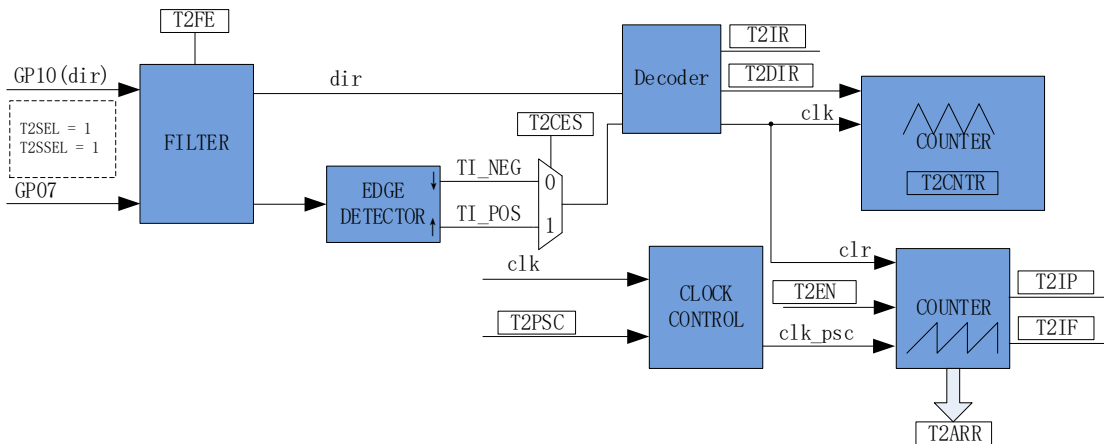 T2FE
GP10(dir)
T2SEL = 1
T2SSEL = 1
GP07
FILTER
dir
T2CES
EDGE
DETECTOR
↓
↑
TI_NEG
TI_POS
0
1
Decoder
T2IR
T2DIR
clk
COUNTER
T2CNTR
clk
T2PSC
CLOCK
CONTROL
clr
T2EN
clk_psc
COUNTER
T2IP
T2IF
T2ARR